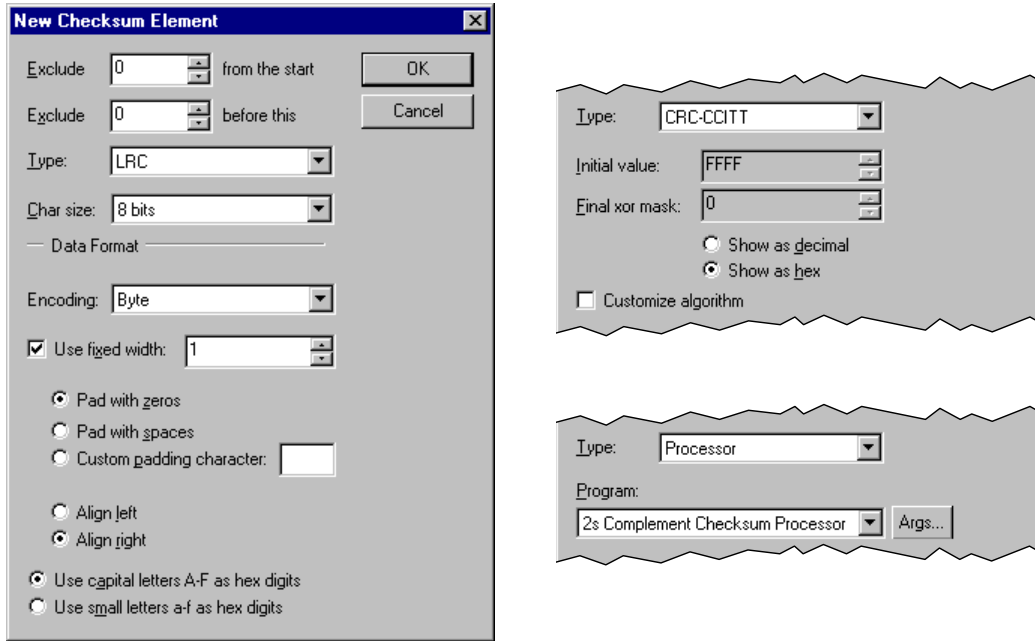 New Checksum Element
Exclude 0 from the start
OK
Exclude 0 before this
Cancel
Type: LRC
Char size: 8 bits
Data Format
Encoding: Byte
Use fixed width: 1
Pad with zeros
Pad with spaces
Custom padding character:
Align left
Align right
Use capital letters A-F as hex digits
Use small letters a-f as hex digits
Type: CRC-CCITT
Initial value: FFFF
Final xor mask: 0
Show as decimal
Show as hex
Customize algorithm
Type: Processor
Program:
2s Complement Checksum Processor Args...